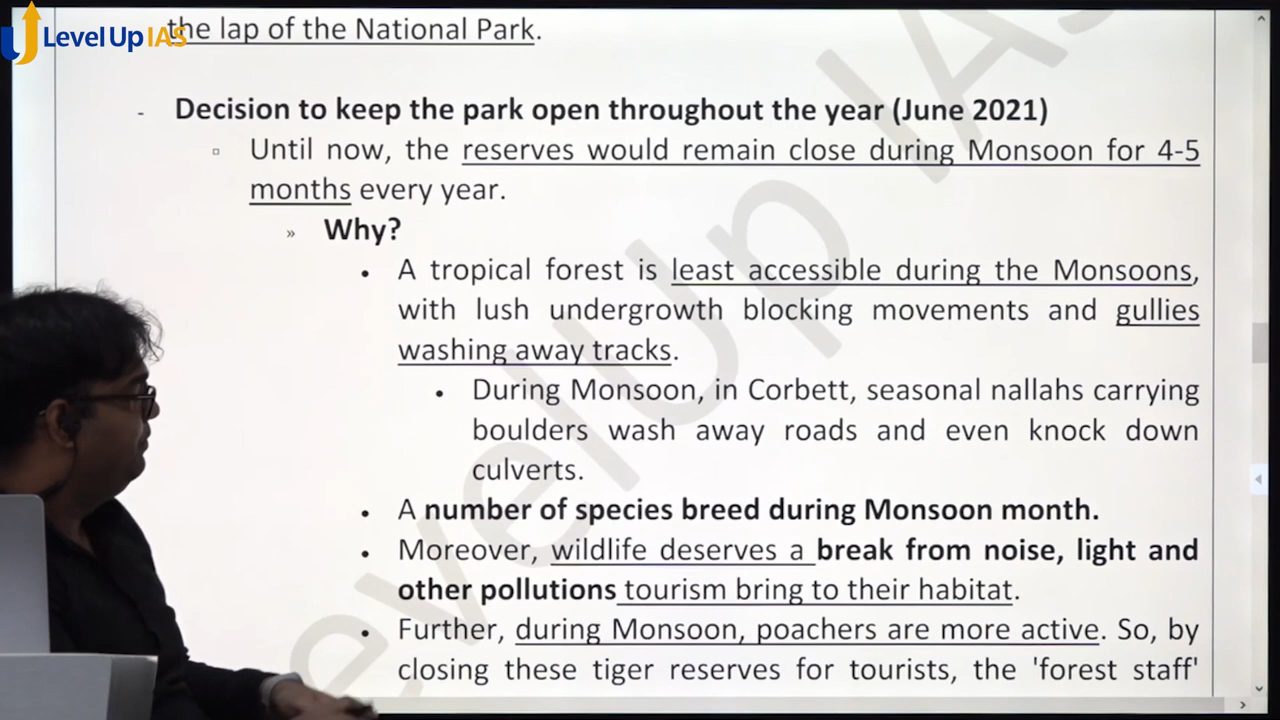 Level Up IAS
the lap of the National Park.
- Decision to keep the park open throughout the year (June 2021)
Until now, the reserves would remain close during Monsoon for 4-5
months every year.
» Why?
• A tropical forest is least accessible during the Monsoons,
with lush undergrowth blocking movements and gullies
washing away tracks.
• During Monsoon, in Corbett, seasonal nallahs carrying
boulders wash away roads and even knock down
culverts.
• A number of species breed during Monsoon month.
• Moreover, wildlife deserves a break from noise, light and
other pollutions tourism bring to their habitat.
• Further, during Monsoon, poachers are more active. So, by
closing these tiger reserves for tourists, the 'forest staff'
LevelUp IAS